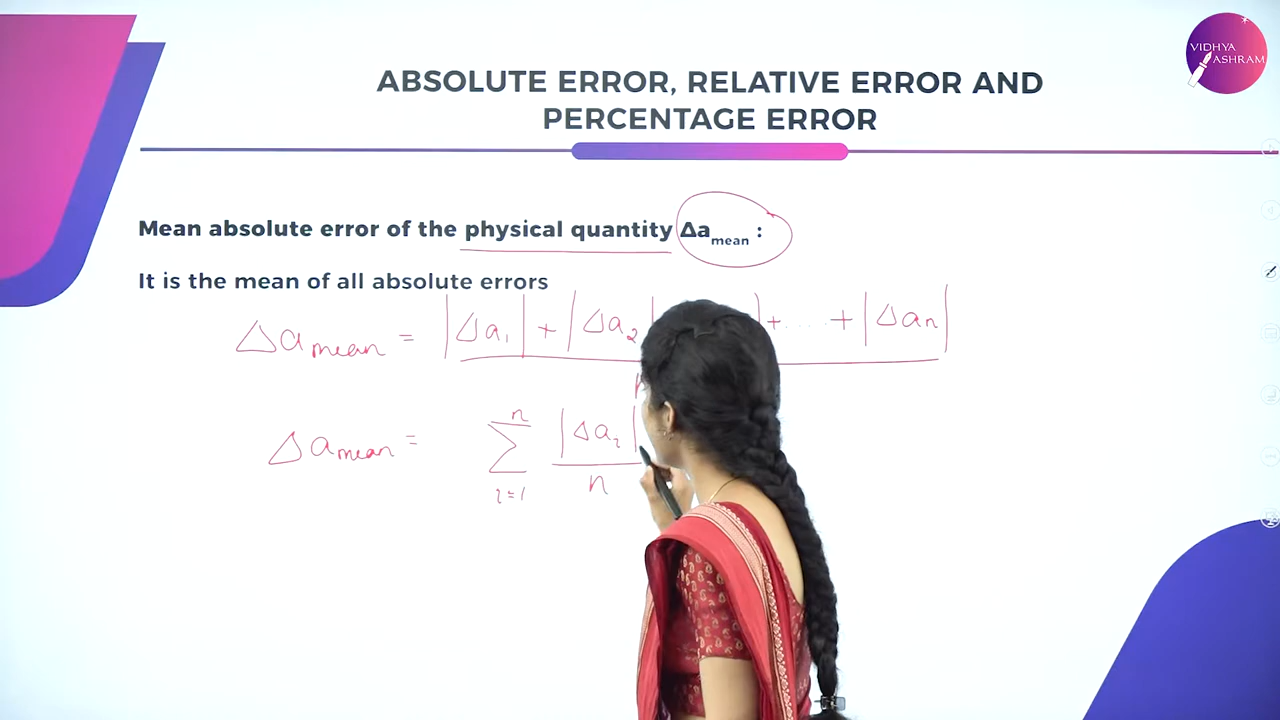 VIDHYA
ASHRAM
ABSOLUTE ERROR, RELATIVE ERROR AND
PERCENTAGE ERROR
Mean absolute error of the physical quantity Δa mean :
It is the mean of all absolute errors
Δa mean = |Δa₁| + |Δa₂| + .... + |Δan|
n
Δa mean = n Σ i=1 |Δai| n